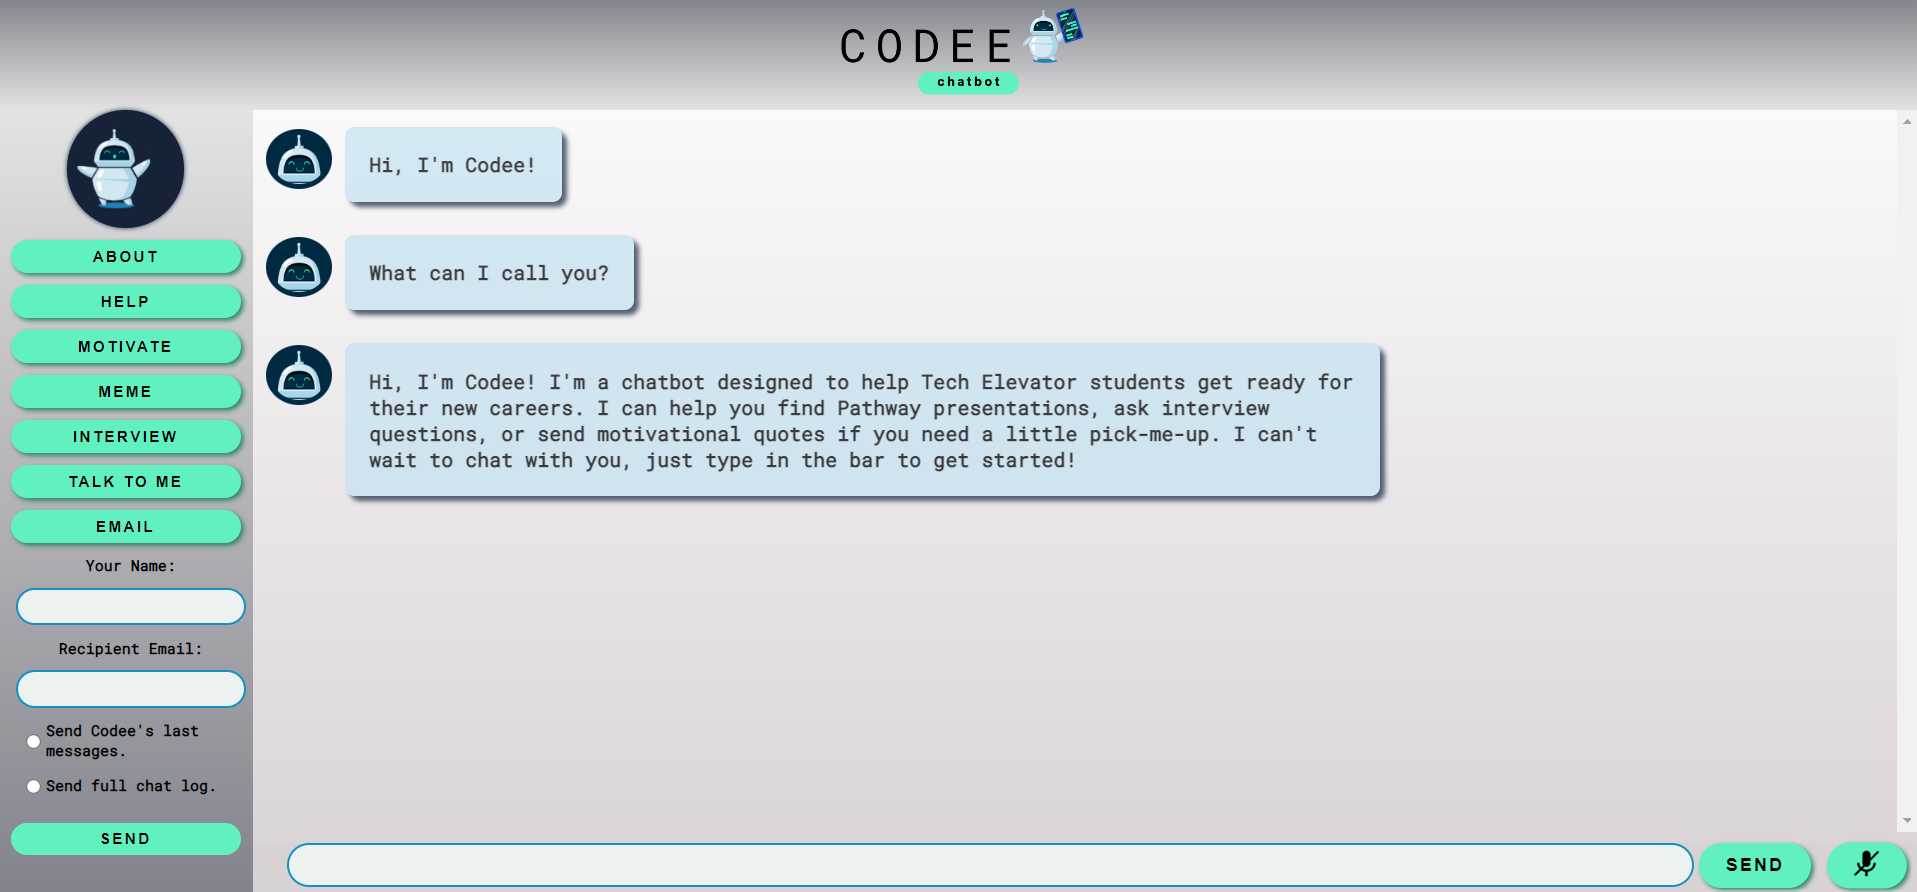 CODEE
chatbot
ABOUT
HELP
MOTIVATE
MEME
INTERVIEW
TALK TO ME
EMAIL
Your Name:
Recipient Email:
Send Codee's last
messages.
Send full chat log.
SEND
Hi, I'm Codee!
What can I call you?
Hi, I'm Codee! I'm a chatbot designed to help Tech Elevator students get ready for
their new careers. I can help you find Pathway presentations, ask interview
questions, or send motivational quotes if you need a little pick-me-up. I can't
wait to chat with you, just type in the bar to get started!
SEND